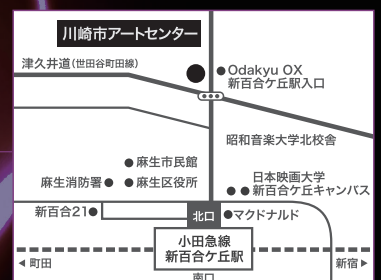 川崎市アートセンター
津久井道(世田谷町田線)
Odakyu OX
新百合ケ丘駅入口
昭和音楽大学北校舎
麻生市民館
麻生消防署
麻生区役所
日本映画大学
新百合ケ丘キャンパス
新百合21
北口
マクドナルド
小田急線
新百合ケ丘駅
町田
新宿
南口